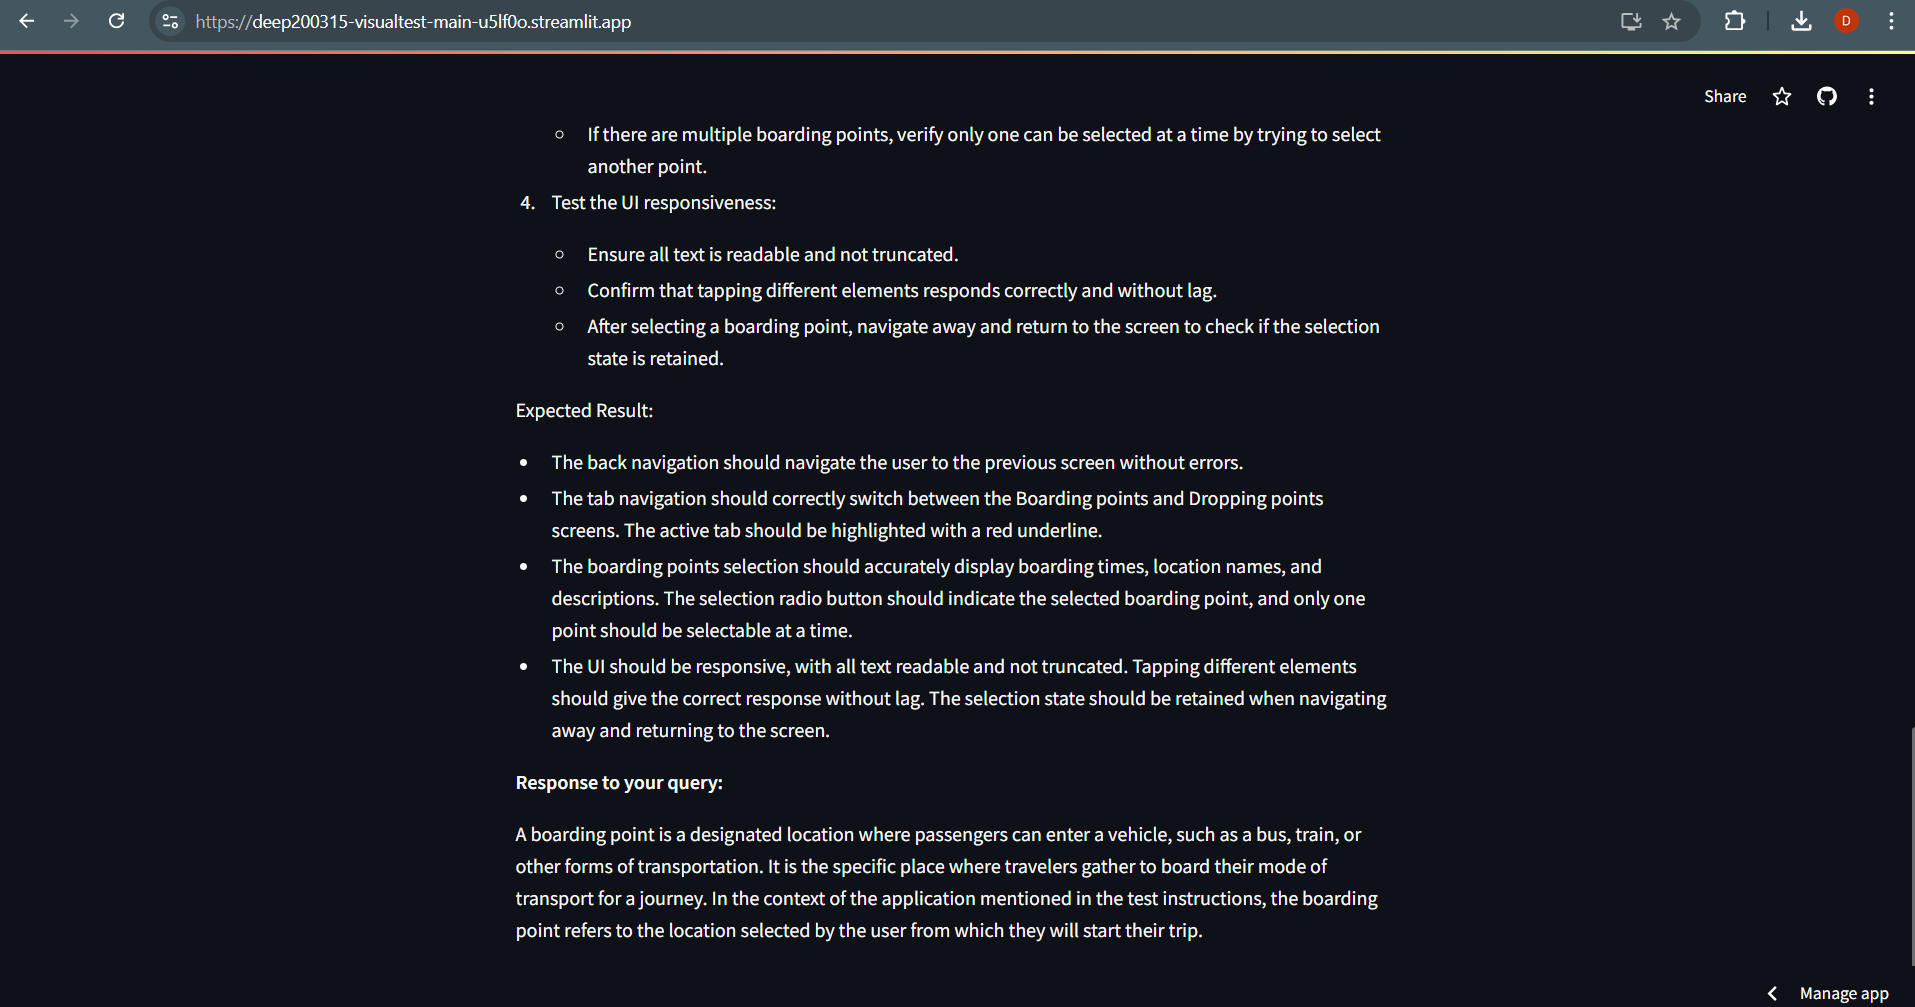 https://deep200315-visualtest-main-u5lf0o.streamlit.app
D
Share
○ If there are multiple boarding points, verify only one can be selected at a time by trying to select
another point.
4. Test the UI responsiveness:
○ Ensure all text is readable and not truncated.
○ Confirm that tapping different elements responds correctly and without lag.
○ After selecting a boarding point, navigate away and return to the screen to check if the selection
state is retained.
Expected Result:
• The back navigation should navigate the user to the previous screen without errors.
• The tab navigation should correctly switch between the Boarding points and Dropping points
screens. The active tab should be highlighted with a red underline.
• The boarding points selection should accurately display boarding times, location names, and
descriptions. The selection radio button should indicate the selected boarding point, and only one
point should be selectable at a time.
• The UI should be responsive, with all text readable and not truncated. Tapping different elements
should give the correct response without lag. The selection state should be retained when navigating
away and returning to the screen.
Response to your query:
A boarding point is a designated location where passengers can enter a vehicle, such as a bus, train, or
other forms of transportation. It is the specific place where travelers gather to board their mode of
transport for a journey. In the context of the application mentioned in the test instructions, the boarding
point refers to the location selected by the user from which they will start their trip.
Manage app